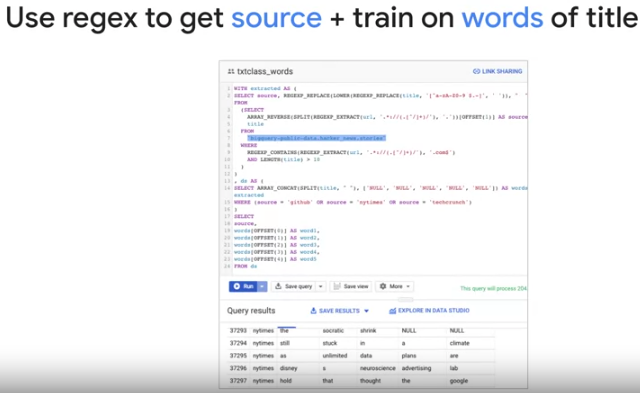 Use regex to get source + train on words of title
txtclass_words
LINK SHARING
1 WITH extracted AS (
2 SELECT source, REGEXP_REPLACE(LOWER(REGEXP_REPLACE(title, '[^a-zA-Z0-9 $.-]', ' ')), " "
3 FROM
4 (SELECT
5 ARRAY_REVERSE(SPLIT(REGEXP_EXTRACT(url, '.*://(.[^/]+)/'), '.'))[OFFSET(1)] AS source
6 title
FROM
7 `bigquery-public-data.hacker_news.stories`
8 WHERE
9 REGEXP_CONTAINS(REGEXP_EXTRACT(url, '.*://(.[^/]+)/'), '.com$')
10 AND LENGTH(title) > 10
11 )
12 )
13 , ds AS (
14 SELECT ARRAY_CONCAT(SPLIT(title, " "), ['NULL', 'NULL', 'NULL', 'NULL', 'NULL']) AS words
extracted
15 WHERE (source = 'github' OR source = 'nytimes' OR source = 'techcrunch')
16 )
17 SELECT
18 source,
19 words[OFFSET(0)] AS word1,
20 words[OFFSET(1)] AS word2,
21 words[OFFSET(2)] AS word3,
22 words[OFFSET(3)] AS word4,
23 words[OFFSET(4)] AS word5
24 FROM ds
Run Save query Save view More This query will process 204
Query results SAVE RESULTS EXPLORE IN DATA STUDIO
37293 nytimes the socratic shrink NULL NULL
37294 nytimes still stuck in a climate
37295 nytimes as unlimited data plans are
37296 nytimes disney s neuroscience advertising lab
37297 nytimes hold that thought the google